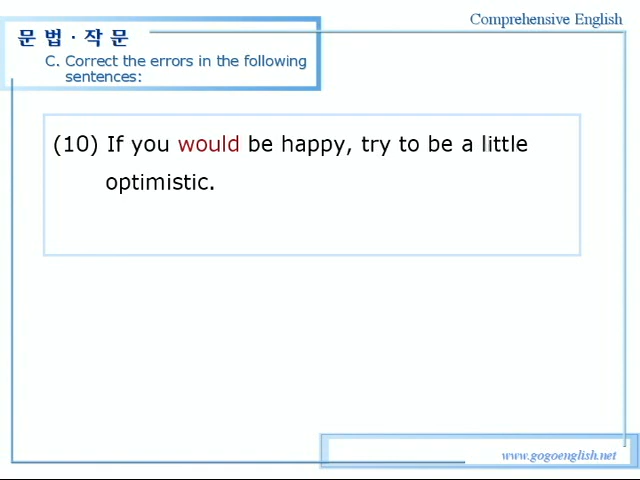 Comprehensive English
문 법 · 작 문
C. Correct the errors in the following
sentences:
(10) If you would be happy, try to be a little
optimistic.
www.gogoenglish.net